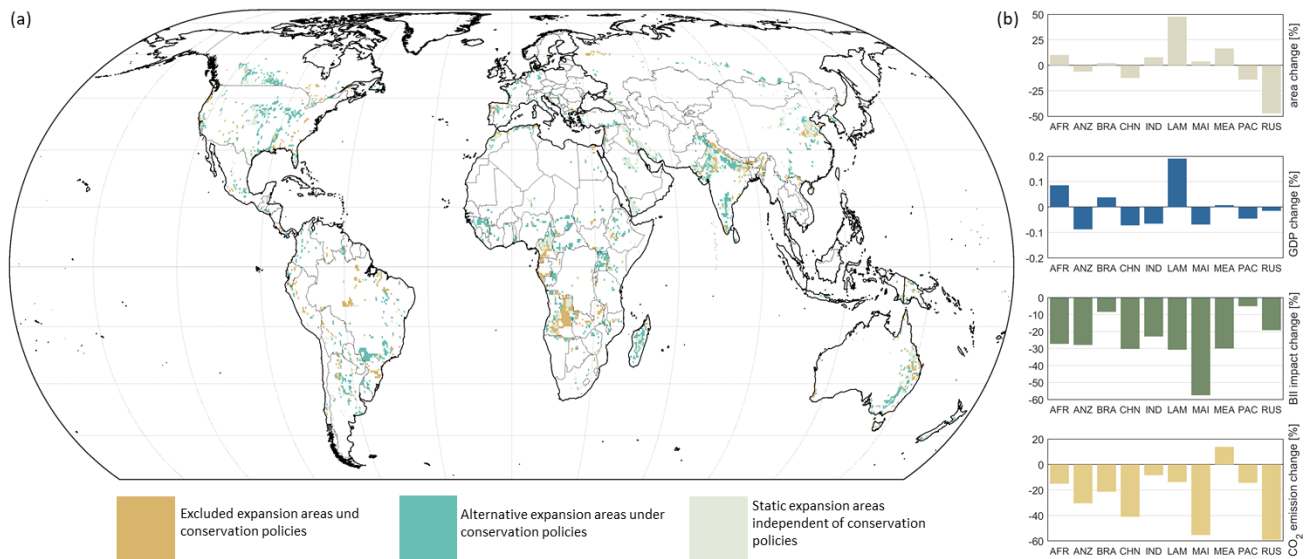 (a)
Excluded expansion areas und
conservation policies
Alternative expansion areas under
conservation policies
Static expansion areas
independent of conservation
policies
(b)
50
25
0
25
50
AFR ANZ BRA CHN IND LAM MAI MEA PAC RUS
area change [%]
0.2
0.1
0
-0.1
-0.2
AFR ANZ BRA CHN IND LAM MAI MEA PAC RUS
GDP change [%]
0
-10
-20
-30
-40
-50
-60
AFR ANZ BRA CHN IND LAM MAI MEA PAC RUS
BII impact change [%]
20
0
-20
-40
-60
AFR ANZ BRA CHN IND LAM MAI MEA PAC RUS
CO2 emission change [%]